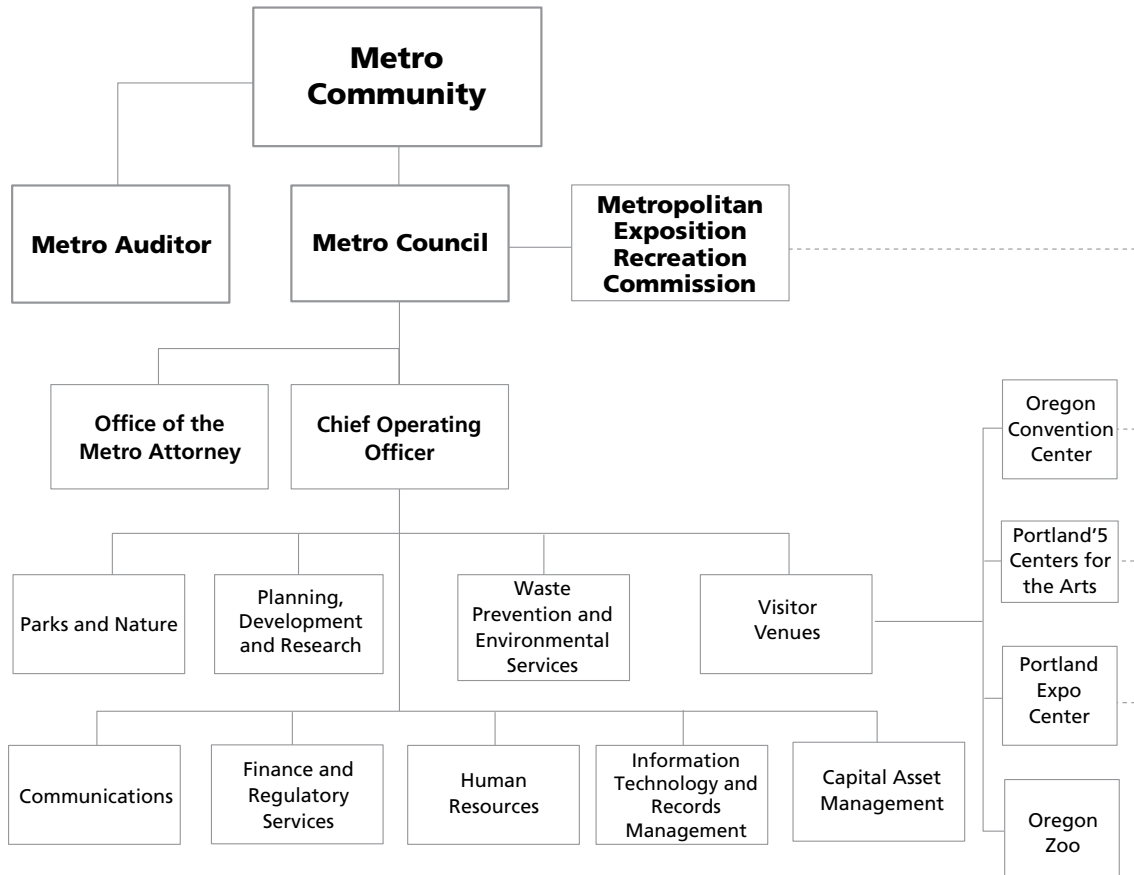 Metro
Community
Metro Auditor
Metro Council
Metropolitan
Exposition
Recreation
Commission
Office of the
Metro Attorney
Chief Operating
Officer
Oregon
Convention
Center
Portland'5
Centers for
the Arts
Portland
Expo
Center
Oregon
Zoo
Parks and Nature
Planning,
Development
and Research
Waste
Prevention and
Environmental
Services
Visitor
Venues
Communications
Finance and
Regulatory
Services
Human
Resources
Information
Technology and
Records
Management
Capital Asset
Management